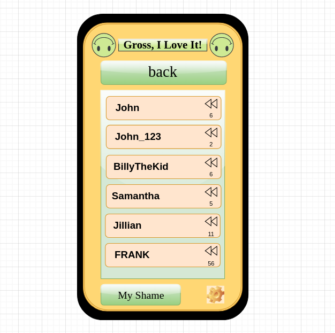 Gross, I Love It!
back
John 6
John_123 2
BillyTheKid 6
Samantha 5
Jillian 11
FRANK 56
My Shame